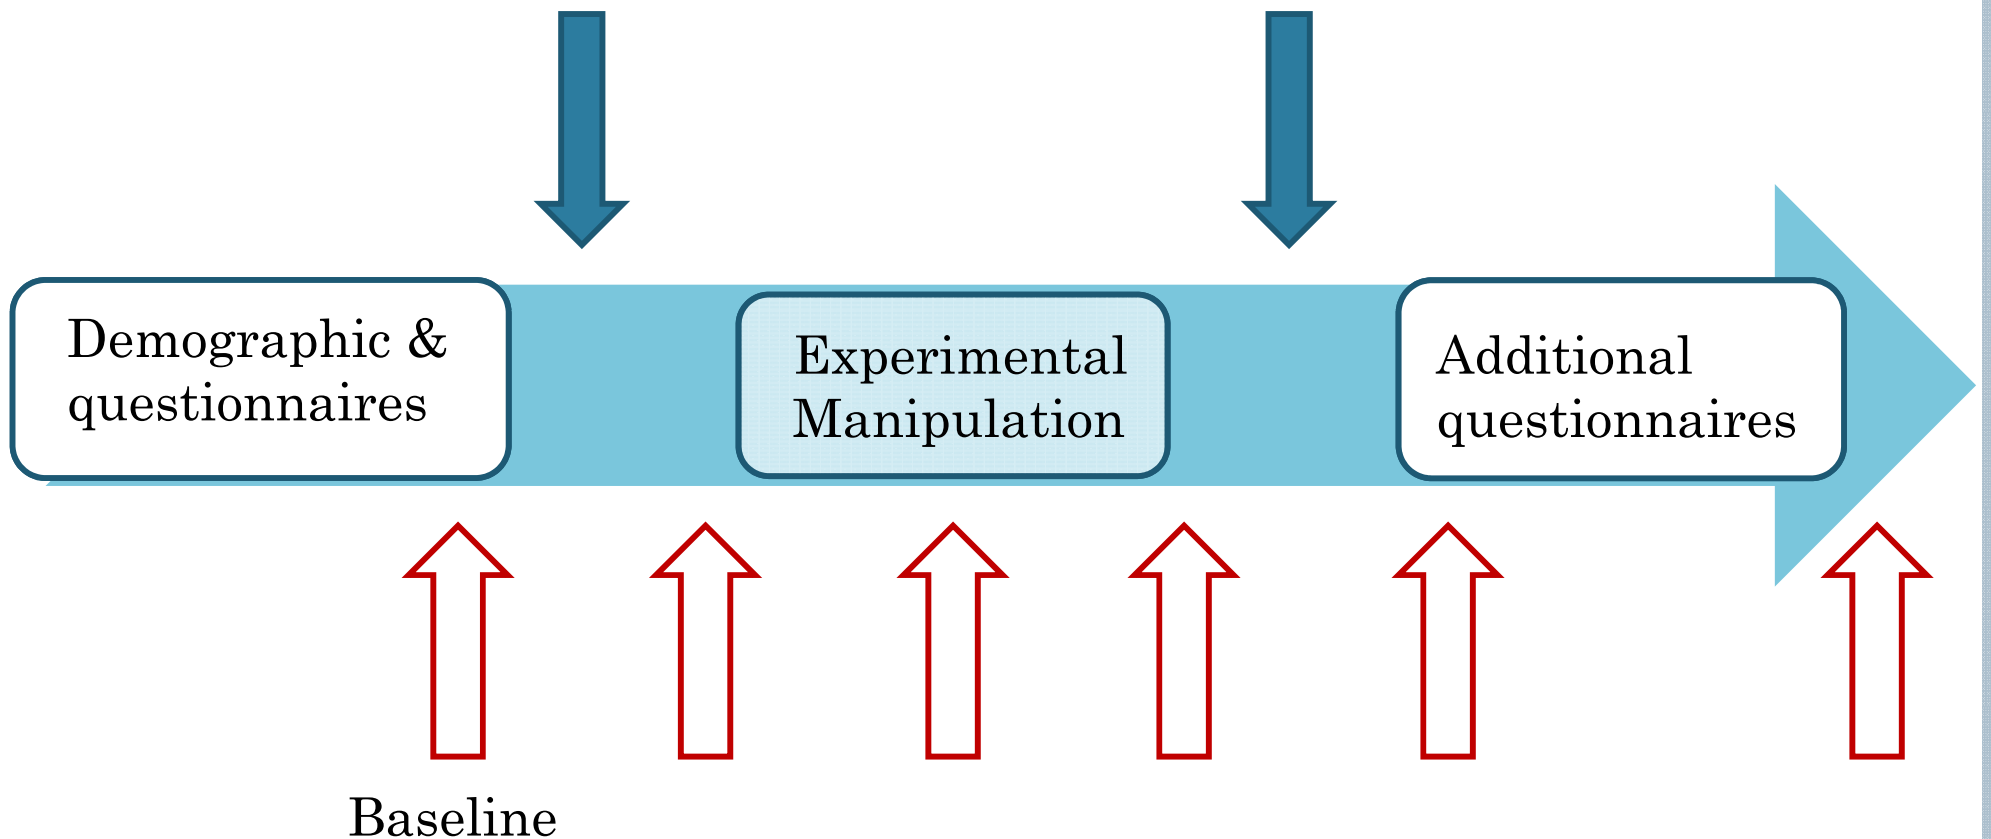 Demographic &
questionnaires
Experimental
Manipulation
Additional
questionnaires
Baseline